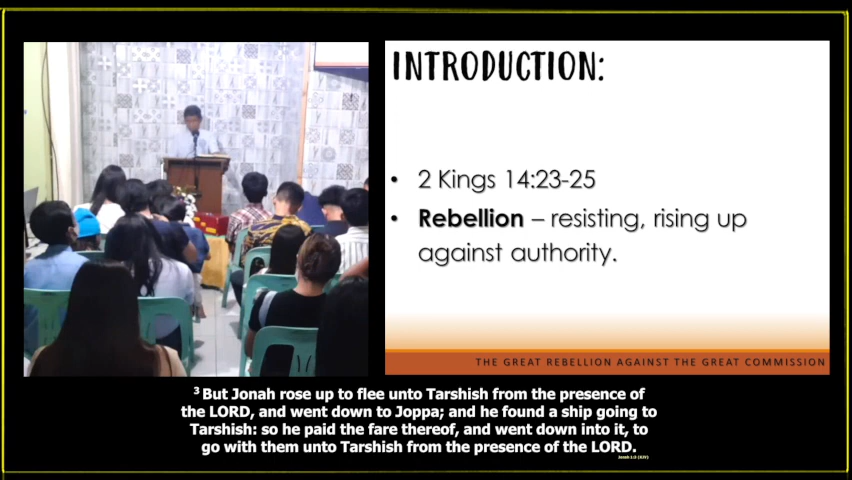 INTRODUCTION:
• 2 Kings 14:23-25
• Rebellion – resisting, rising up
against authority.
THE GREAT REBELLION AGAINST THE GREAT COMMISSION
3 But Jonah rose up to flee unto Tarshish from the presence of
the LORD, and went down to Joppa; and he found a ship going to
Tarshish: so he paid the fare thereof, and went down into it, to
go with them unto Tarshish from the presence of the LORD.
Jonah 1:3 (KJV)